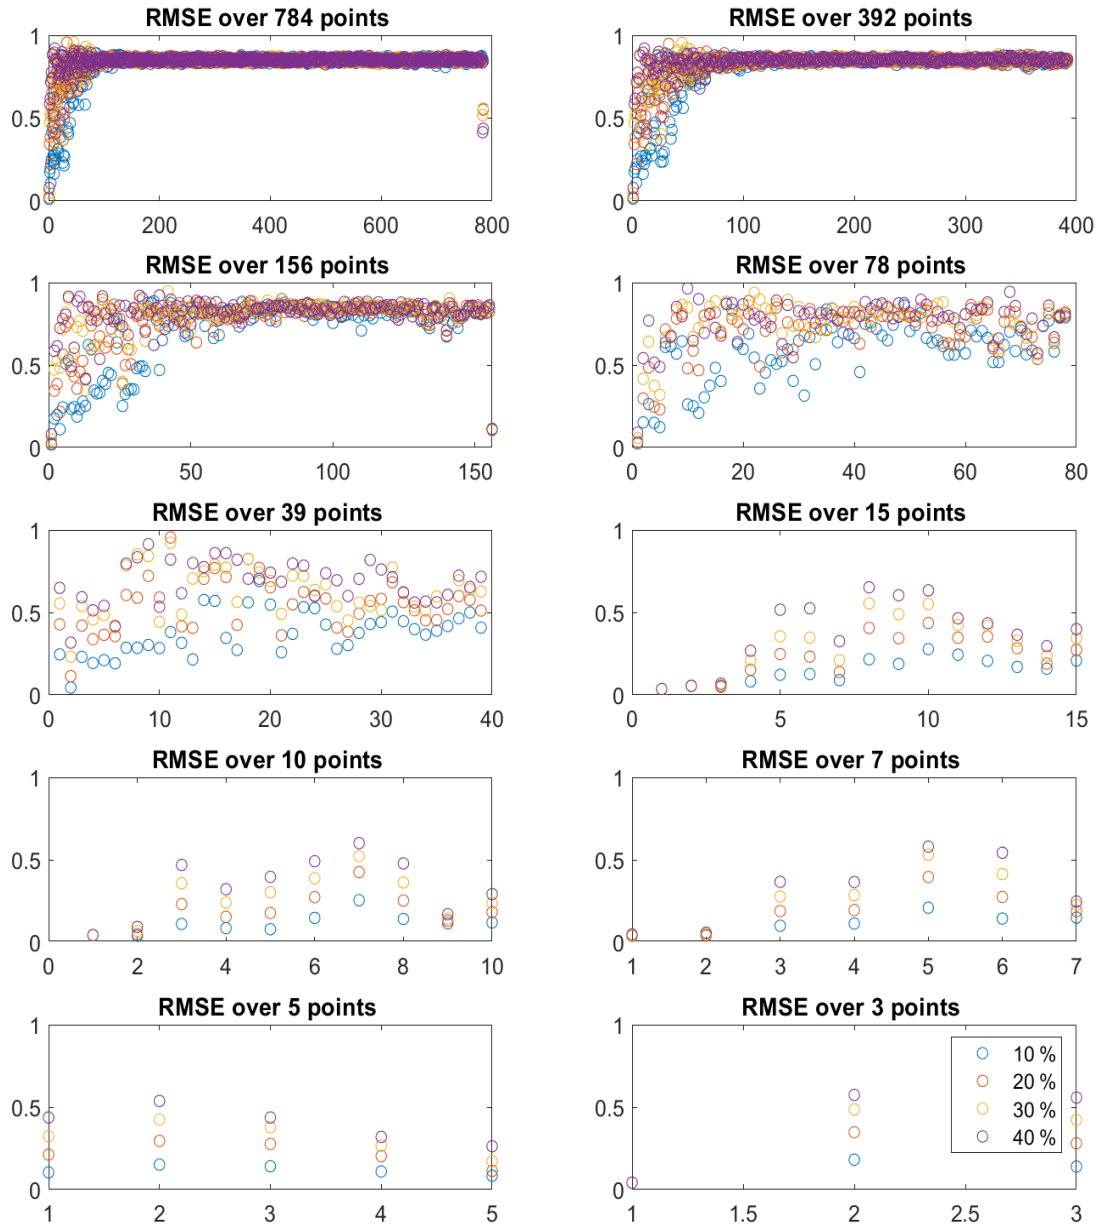 RMSE over 784 points
RMSE over 392 points
1
0.5
0
0 200 400 600 800
1
0.5
0
0 100 200 300 400
RMSE over 156 points
RMSE over 78 points
1
0.5
0
0 50 100 150
1
0.5
0
0 20 40 60 80
RMSE over 39 points
RMSE over 15 points
1
0.5
0
0 10 20 30 40
1
0.5
0
0 5 10 15
RMSE over 10 points
RMSE over 7 points
1
0.5
0
0 2 4 6 8 10
1
0.5
0
1 2 3 4 5 6 7
RMSE over 5 points
RMSE over 3 points
1
0.5
0
1 2 3 4 5
1
0.5
0
1 1.5 2 2.5 3
10 %
20 %
30 %
40 %